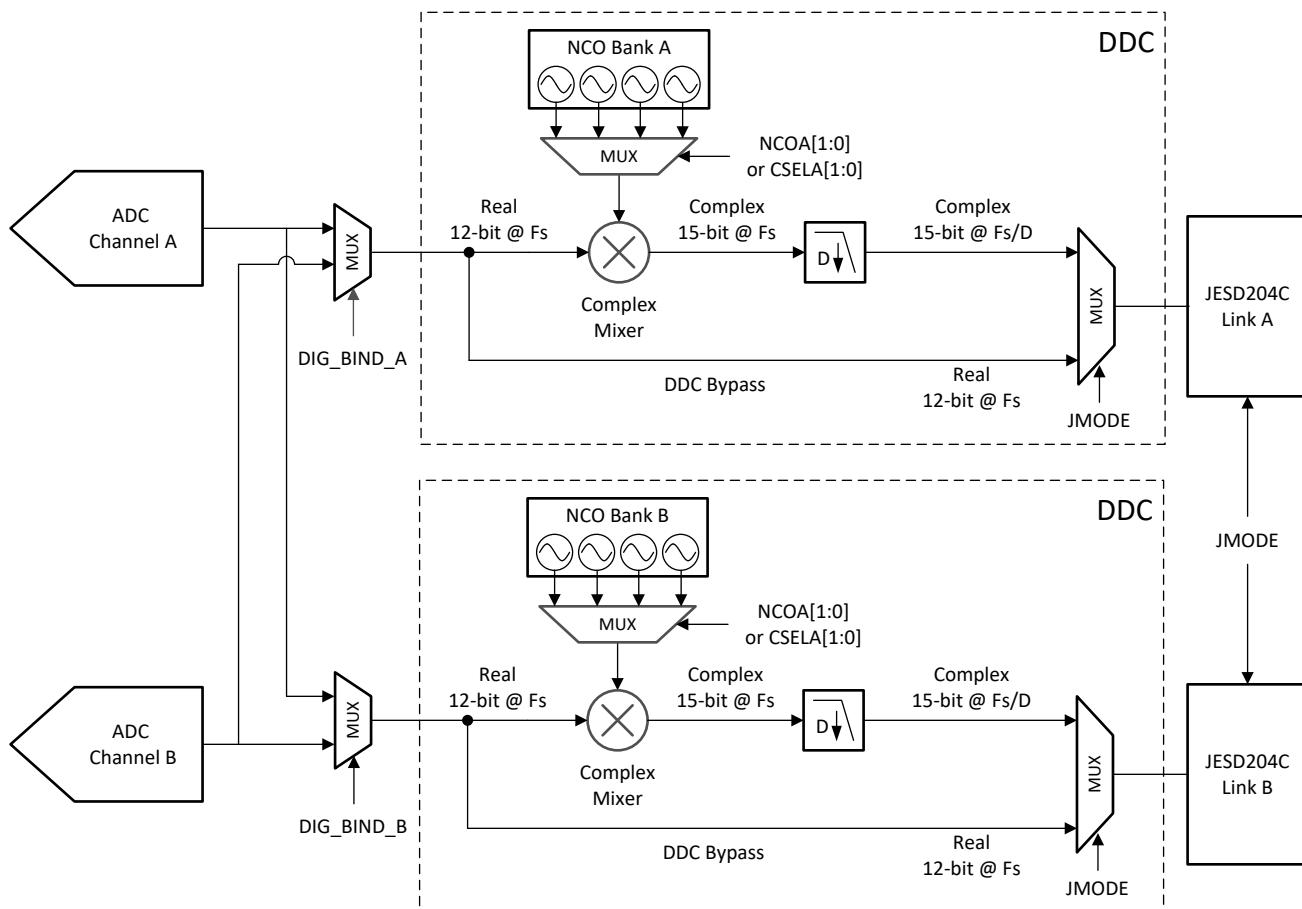 DDC
NCO Bank A
MUX
NCOA[1:0]
or CSELA[1:0]
ADC
Channel A
MUX
DIG_BIND_A
Real
12-bit @ Fs
Complex
Mixer
Complex
15-bit @ Fs
D
Complex
15-bit @ Fs/D
DDC Bypass
Real
12-bit @ Fs
MUX
JMODE
JESD204C
Link A
JMODE
DDC
NCO Bank B
MUX
NCOA[1:0]
or CSELA[1:0]
ADC
Channel B
MUX
DIG_BIND_B
Real
12-bit @ Fs
Complex
Mixer
Complex
15-bit @ Fs
D
Complex
15-bit @ Fs/D
DDC Bypass
Real
12-bit @ Fs
MUX
JMODE
JESD204C
Link B